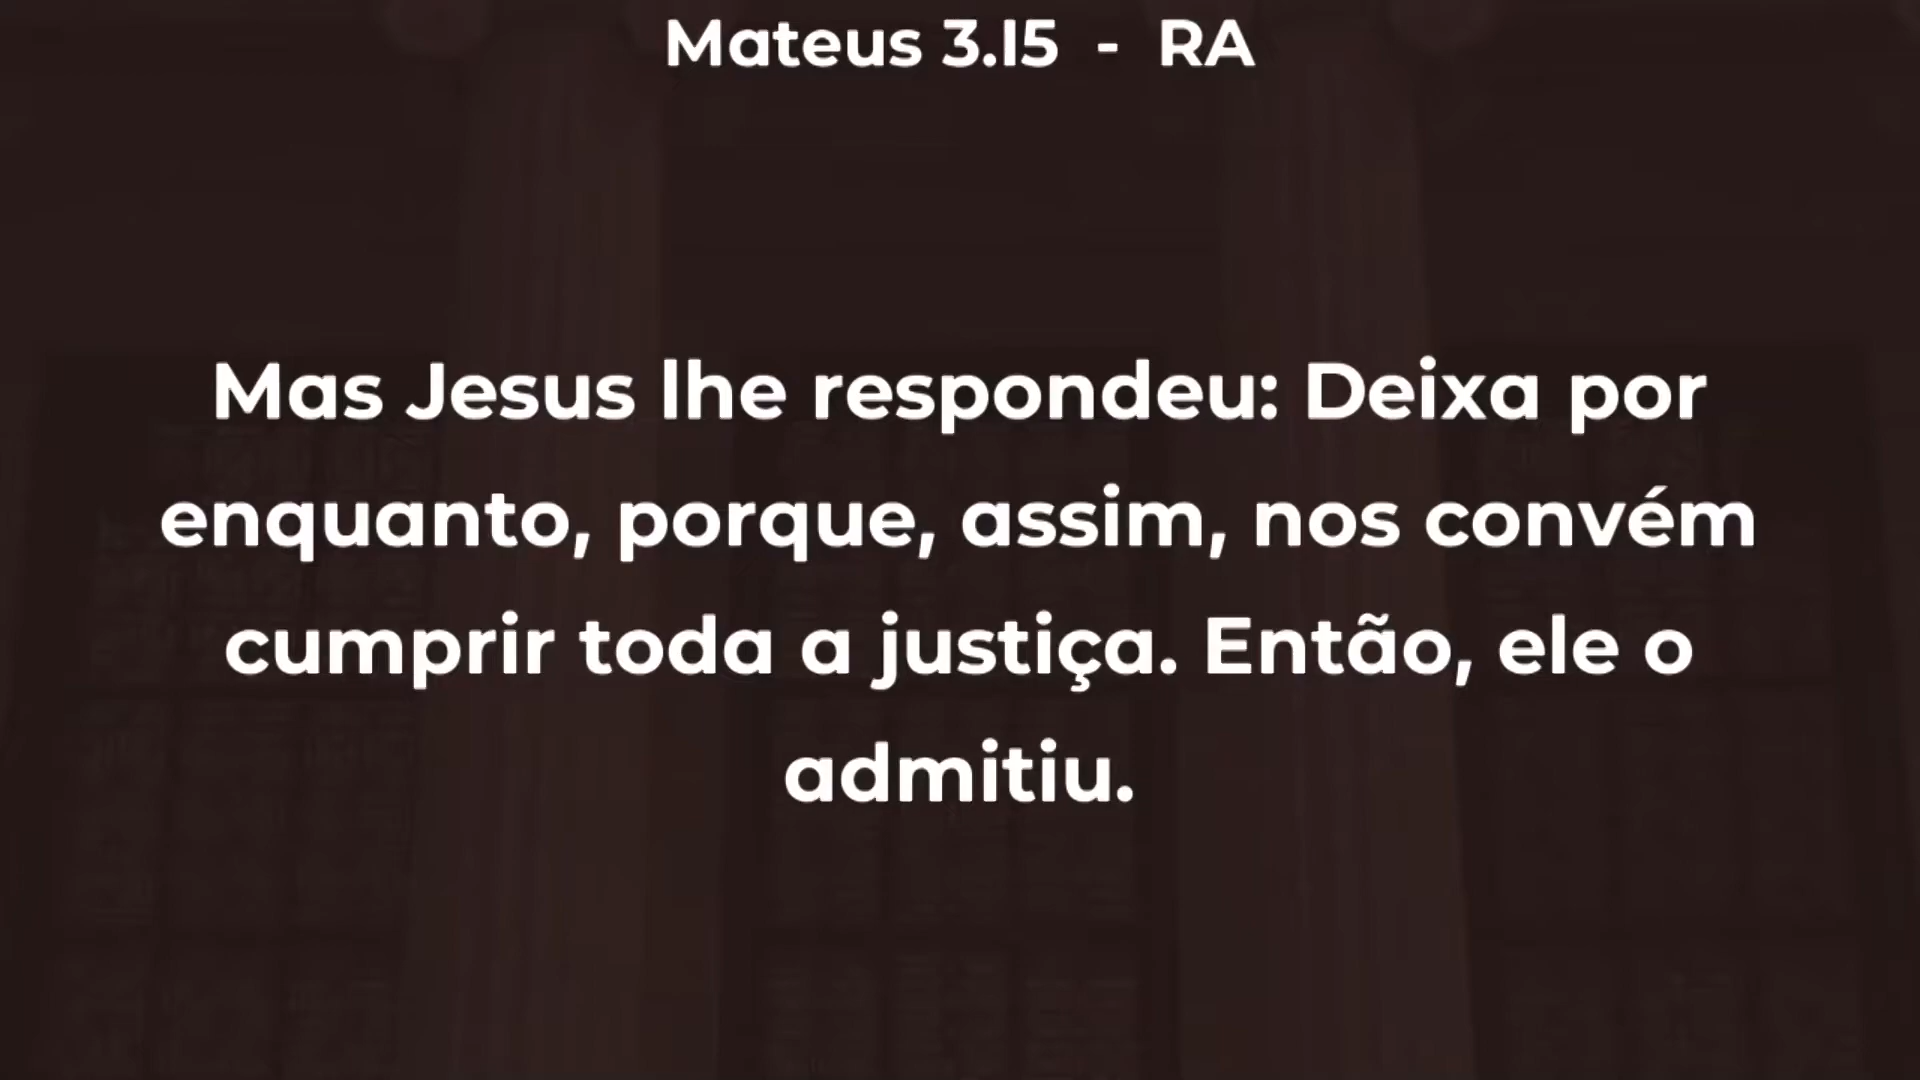 Mateus 3.15 - RA
Mas Jesus lhe respondeu: Deixa por
enquanto, porque, assim, nos convém
cumprir toda a justiça. Então, ele o
admitiu.